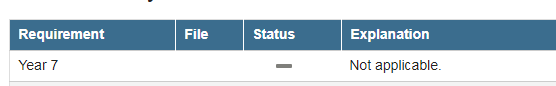 Requirement File Status Explanation
Year 7 Not applicable.